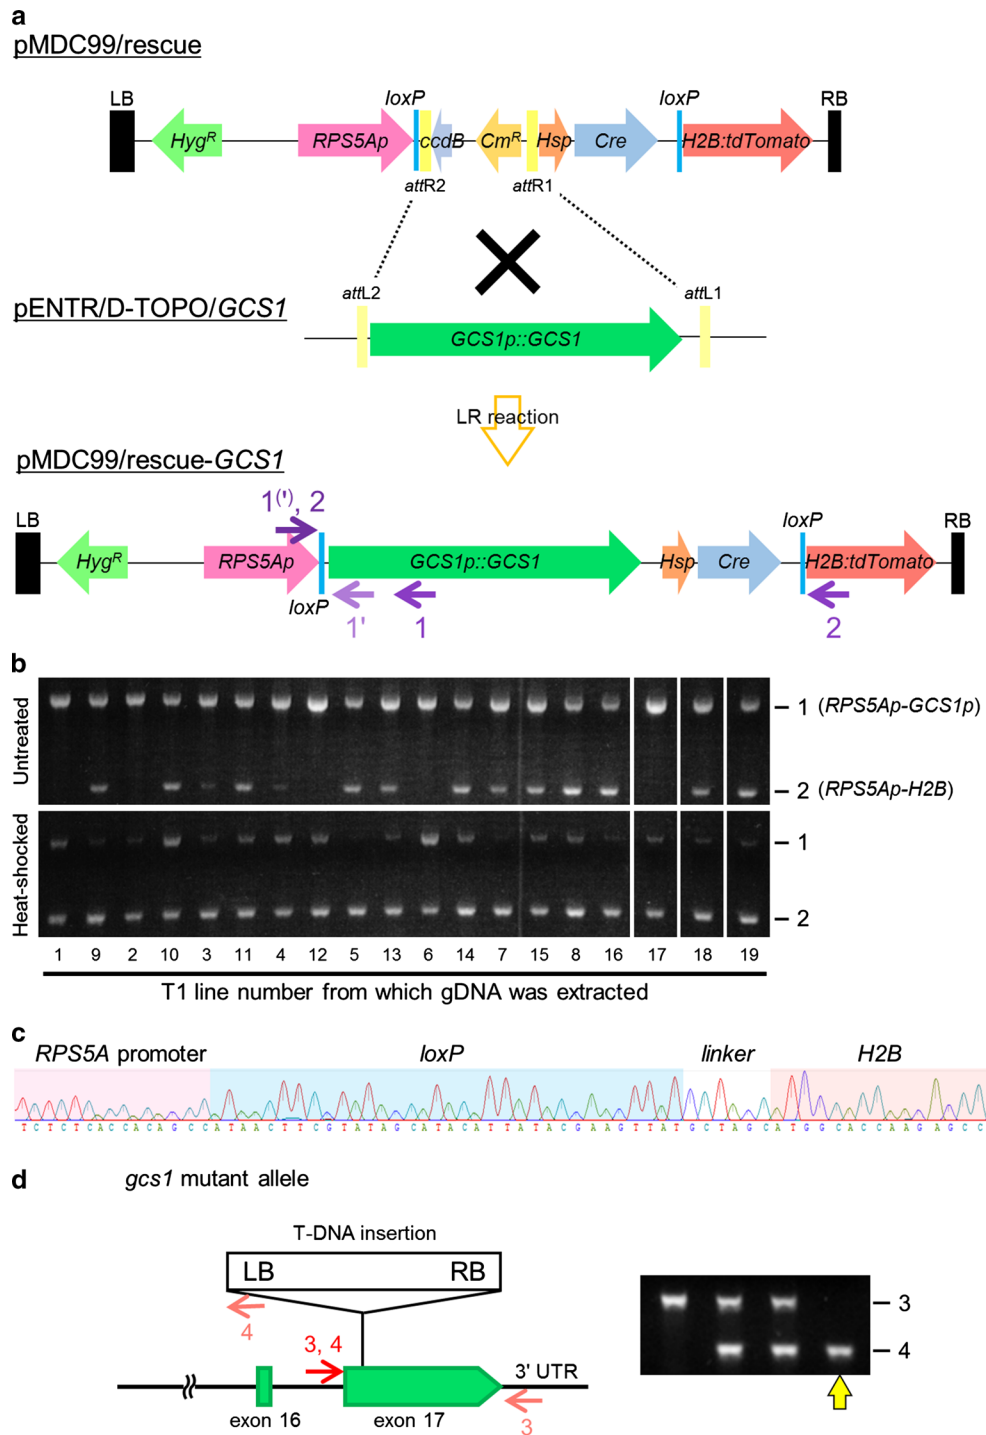 a
pMDC99/rescue
LB
loxP
loxP
RB
HygR
RPS5Ap
ccdB
CmR
Hsp
Cre
H2B:tdTomato
attR2
attR1
attL2
attL1
pENTR/D-TOPO/GCS1
GCS1p::GCS1
LR reaction
pMDC99/rescue-GCS1
1('), 2
LB
loxP
RB
HygR
RPS5Ap
GCS1p::GCS1
Hsp
Cre
H2B:tdTomato
loxP
1'
1
2
b
Untreated
1 (RPS5Ap-GCS1p)
2 (RPS5Ap-H2B)
Heat-shocked
1
2
1 9 2 10 3 11 4 12 5 13 6 14 7 15 8 16 17 18 19
T1 line number from which gDNA was extracted
c
RPS5A promoter loxP linker H2B
T C T C T C A C C A C A G C C A T A A C T T C G T A T A G C A T A C A T T A T A C G A A G T T A T G C T A G C A T G G C A C C A A G A G C C
d
gcs1 mutant allele
T-DNA insertion
LB RB
4
3, 4
3' UTR
exon 16
exon 17
3
3
4